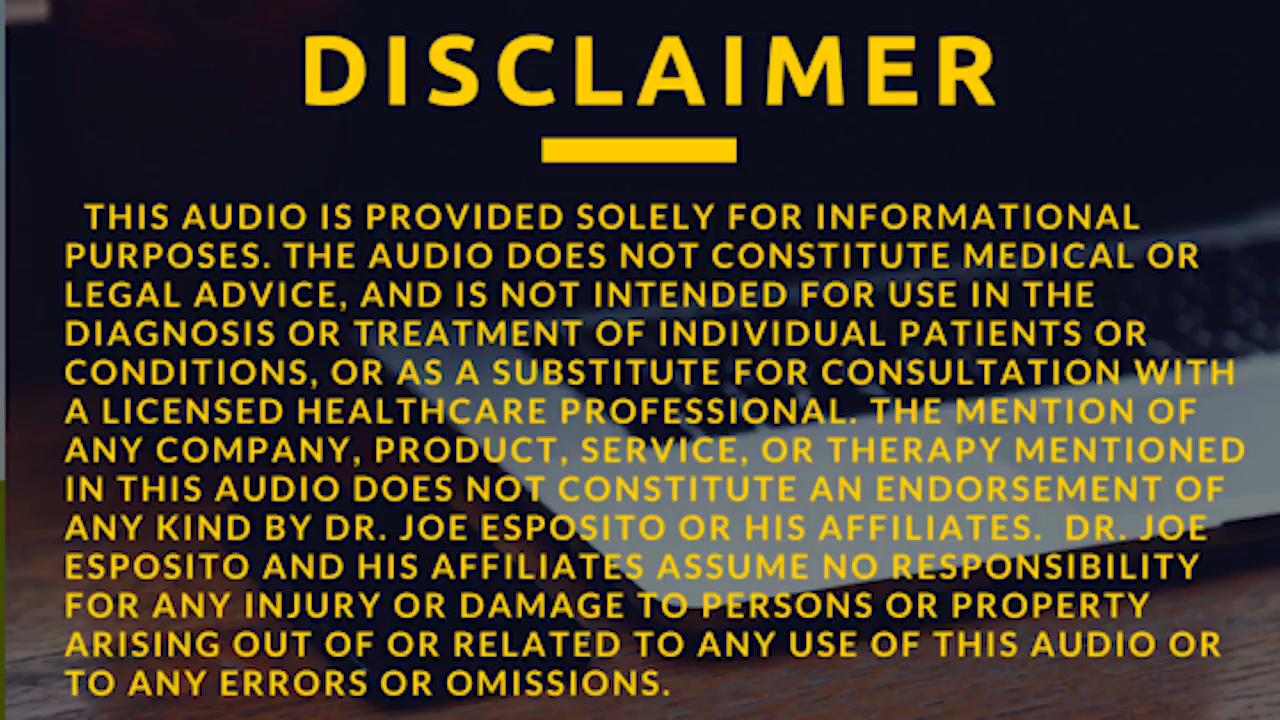 DISCLAIMER
THIS AUDIO IS PROVIDED SOLELY FOR INFORMATIONAL
PURPOSES. THE AUDIO DOES NOT CONSTITUTE MEDICAL OR
LEGAL ADVICE, AND IS NOT INTENDED FOR USE IN THE
DIAGNOSIS OR TREATMENT OF INDIVIDUAL PATIENTS OR
CONDITIONS, OR AS A SUBSTITUTE FOR CONSULTATION WITH
A LICENSED HEALTHCARE PROFESSIONAL. THE MENTION OF
ANY COMPANY, PRODUCT, SERVICE, OR THERAPY MENTIONED
IN THIS AUDIO DOES NOT CONSTITUTE AN ENDORSEMENT OF
ANY KIND BY DR. JOE ESPOSITO OR HIS AFFILIATES. DR. JOE
ESPOSITO AND HIS AFFILIATES ASSUME NO RESPONSIBILITY
FOR ANY INJURY OR DAMAGE TO PERSONS OR PROPERTY
ARISING OUT OF OR RELATED TO ANY USE OF THIS AUDIO OR
TO ANY ERRORS OR OMISSIONS.